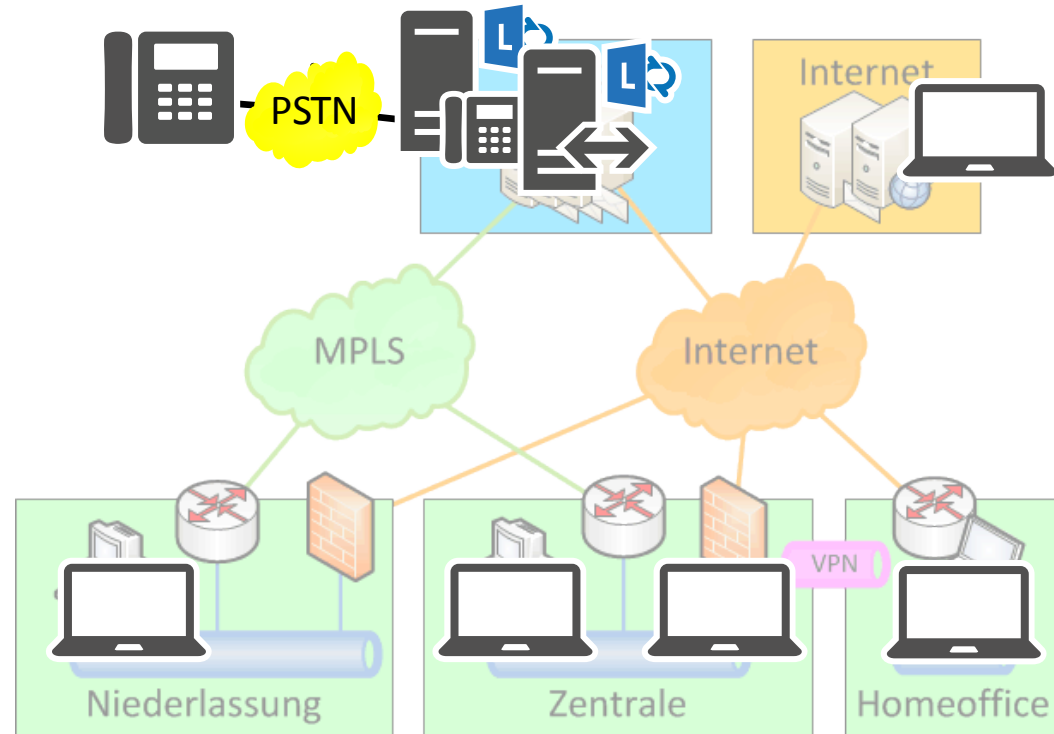 L
L
Internet
PSTN
MPLS
Internet
VPN
Niederlassung
Zentrale
Homeoffice